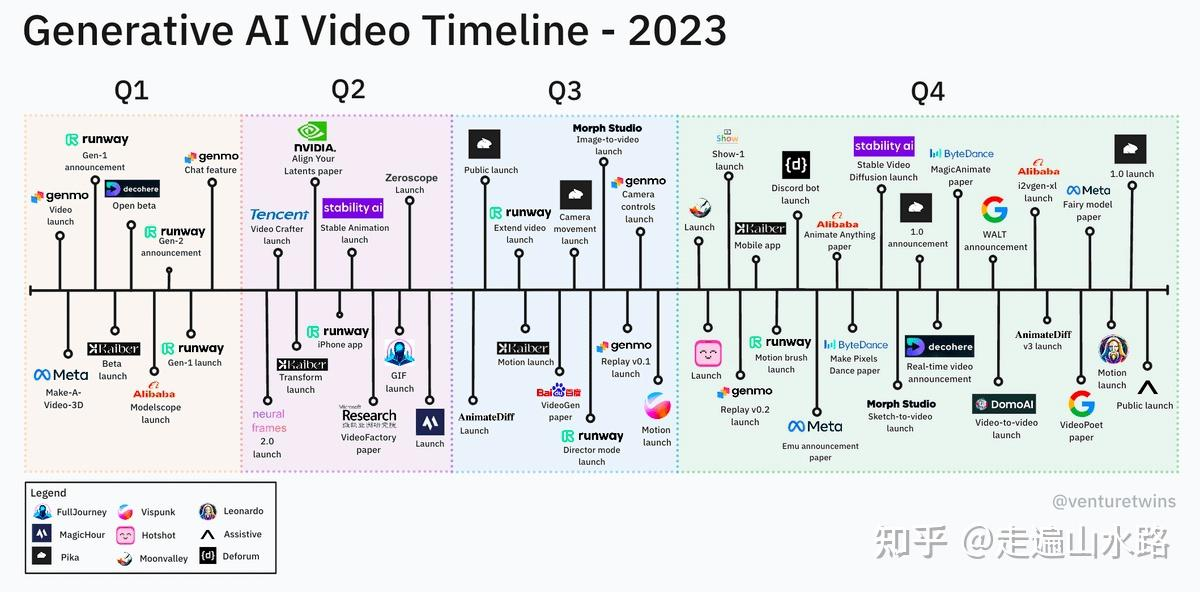 Generative AI Video Timeline - 2023
Q1
Q2
Q3
Q4
runway
Gen-1
announcement
genmo
Chat feature
genmo
Video
launch
decohere
Open beta
runway
Gen-2
announcement
Meta
Make-A-
Video-3D
Kaiber
Beta
launch
Alibaba
Modelscope
launch
runway
Gen-1 launch
NVIDIA.
Align Your
Latents paper
Zeroscope
Launch
Tencent
Video Crafter
launch
stability ai
Stable Animation
launch
neural
frames
2.0
launch
Kaiber
Transform
launch
runway
iPhone app
Microsoft
Research
微软亚洲研究院
VideoFactory
paper
GIF
launch
Launch
Public launch
Morph Studio
Image-to-video
launch
runway
Extend video
launch
Camera
movement
launch
genmo
Camera
controls
launch
AnimateDiff
Launch
Kaiber
Motion launch
Baidu百度
VideoGen
paper
runway
Director mode
launch
genmo
Replay v0.1
launch
Motion
launch
Show
Show-1
launch
Launch
Kaiber
Mobile app
{d}
Discord bot
launch
Alibaba
Animate Anything
paper
stability ai
Stable Video
Diffusion launch
1.0
announcement
ByteDance
MagicAnimate
paper
WALT
announcement
Alibaba
i2vgen-xl
launch
Meta
Fairy model
paper
1.0 launch
Launch
genmo
Replay v0.2
launch
runway
Motion brush
launch
Meta
Emu announcement
paper
ByteDance
Make Pixels
Dance paper
Morph Studio
Sketch-to-video
launch
decohere
Real-time video
announcement
DomoAI
Video-to-video
launch
AnimateDiff
v3 launch
VideoPoet
paper
Motion
launch
Public launch
Legend
FullJourney
Vispunk
Leonardo
MagicHour
Hotshot
Assistive
Pika
Moonvalley
{d}
Deforum
@venturetwins
知乎 @走遍山水路